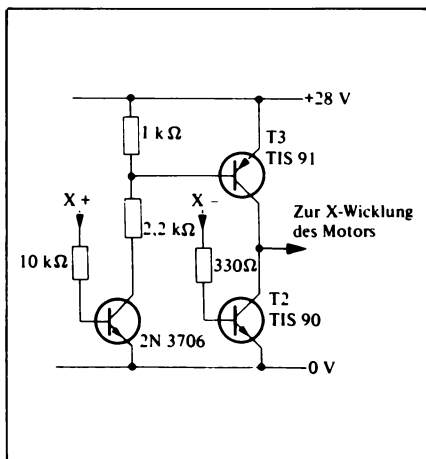 +28 V
1 kΩ
T3
TIS 91
X +
X −
2,2 kΩ
Zur X-Wicklung
des Motors
10 kΩ
330Ω
T2
TIS 90
2N 3706
0 V